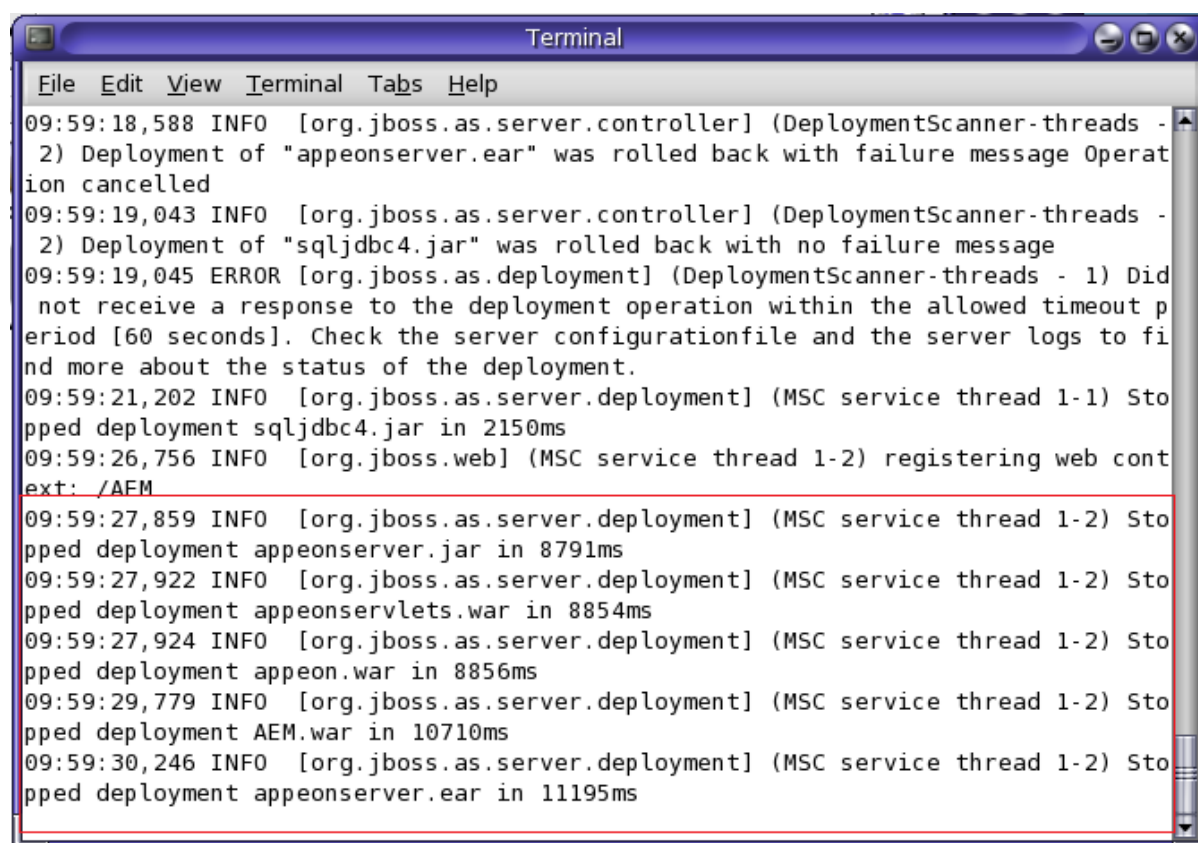 Terminal
File Edit View Terminal Tabs Help
09:59:18,588 INFO  [org.jboss.as.server.controller] (DeploymentScanner-threads -
 2) Deployment of "appeonserver.ear" was rolled back with failure message Operat
ion cancelled
09:59:19,043 INFO  [org.jboss.as.server.controller] (DeploymentScanner-threads -
 2) Deployment of "sqljdbc4.jar" was rolled back with no failure message
09:59:19,045 ERROR [org.jboss.as.deployment] (DeploymentScanner-threads - 1) Did
 not receive a response to the deployment operation within the allowed timeout p
eriod [60 seconds]. Check the server configurationfile and the server logs to fi
nd more about the status of the deployment.
09:59:21,202 INFO  [org.jboss.as.server.deployment] (MSC service thread 1-1) Sto
pped deployment sqljdbc4.jar in 2150ms
09:59:26,756 INFO  [org.jboss.web] (MSC service thread 1-2) registering web cont
ext: /AEM
09:59:27,859 INFO  [org.jboss.as.server.deployment] (MSC service thread 1-2) Sto
pped deployment appeonserver.jar in 8791ms
09:59:27,922 INFO  [org.jboss.as.server.deployment] (MSC service thread 1-2) Sto
pped deployment appeonservlets.war in 8854ms
09:59:27,924 INFO  [org.jboss.as.server.deployment] (MSC service thread 1-2) Sto
pped deployment appeon.war in 8856ms
09:59:29,779 INFO  [org.jboss.as.server.deployment] (MSC service thread 1-2) Sto
pped deployment AEM.war in 10710ms
09:59:30,246 INFO  [org.jboss.as.server.deployment] (MSC service thread 1-2) Sto
pped deployment appeonserver.ear in 11195ms